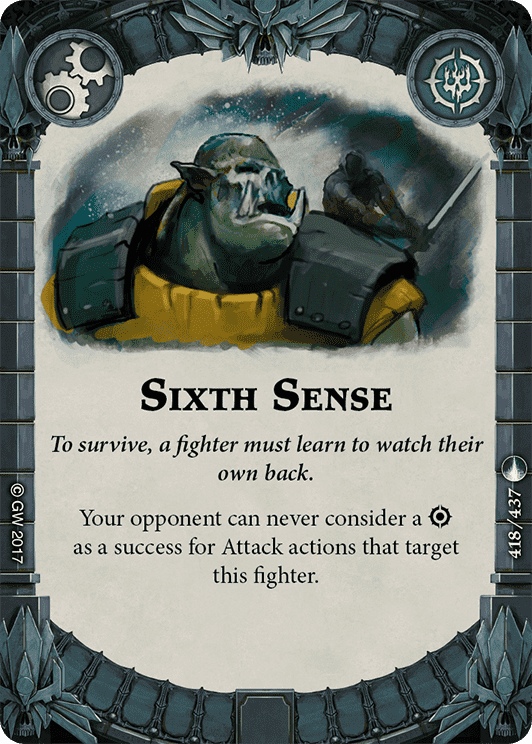 Sixth Sense
To survive, a fighter must learn to watch their
own back.
Your opponent can never consider a
as a success for Attack actions that target
this fighter.
© GW 2017
418/437